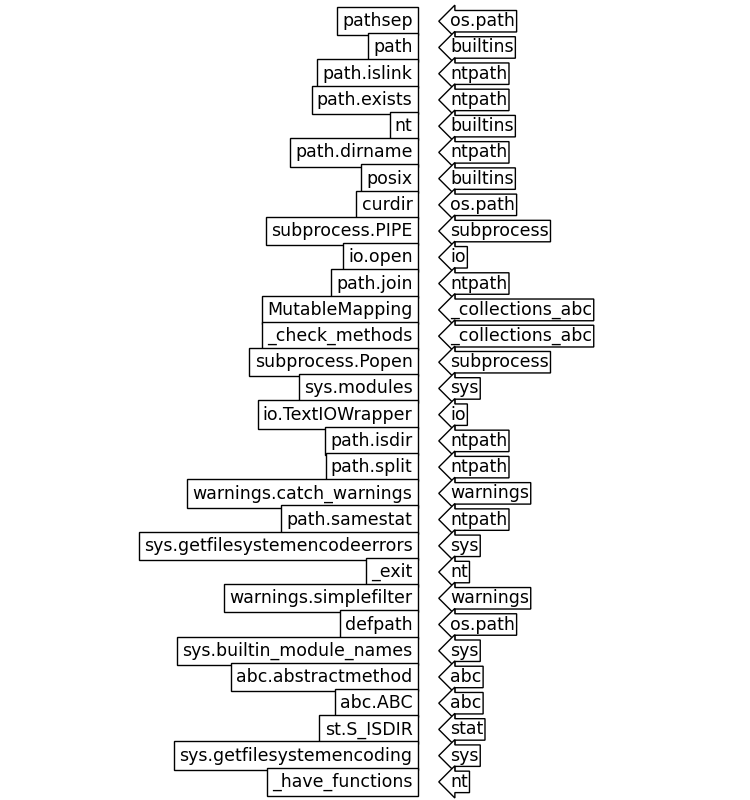 pathsep os.path
path builtins
path.islink ntpath
path.exists ntpath
nt builtins
path.dirname ntpath
posix builtins
curdir os.path
subprocess.PIPE subprocess
io.open io
path.join ntpath
MutableMapping _collections_abc
_check_methods _collections_abc
subprocess.Popen subprocess
sys.modules sys
io.TextIOWrapper io
path.isdir ntpath
path.split ntpath
warnings.catch_warnings warnings
path.samestat ntpath
sys.getfilesystemencodeerrors sys
_exit nt
warnings.simplefilter warnings
defpath os.path
sys.builtin_module_names sys
abc.abstractmethod abc
abc.ABC abc
st.S_ISDIR stat
sys.getfilesystemencoding sys
_have_functions nt